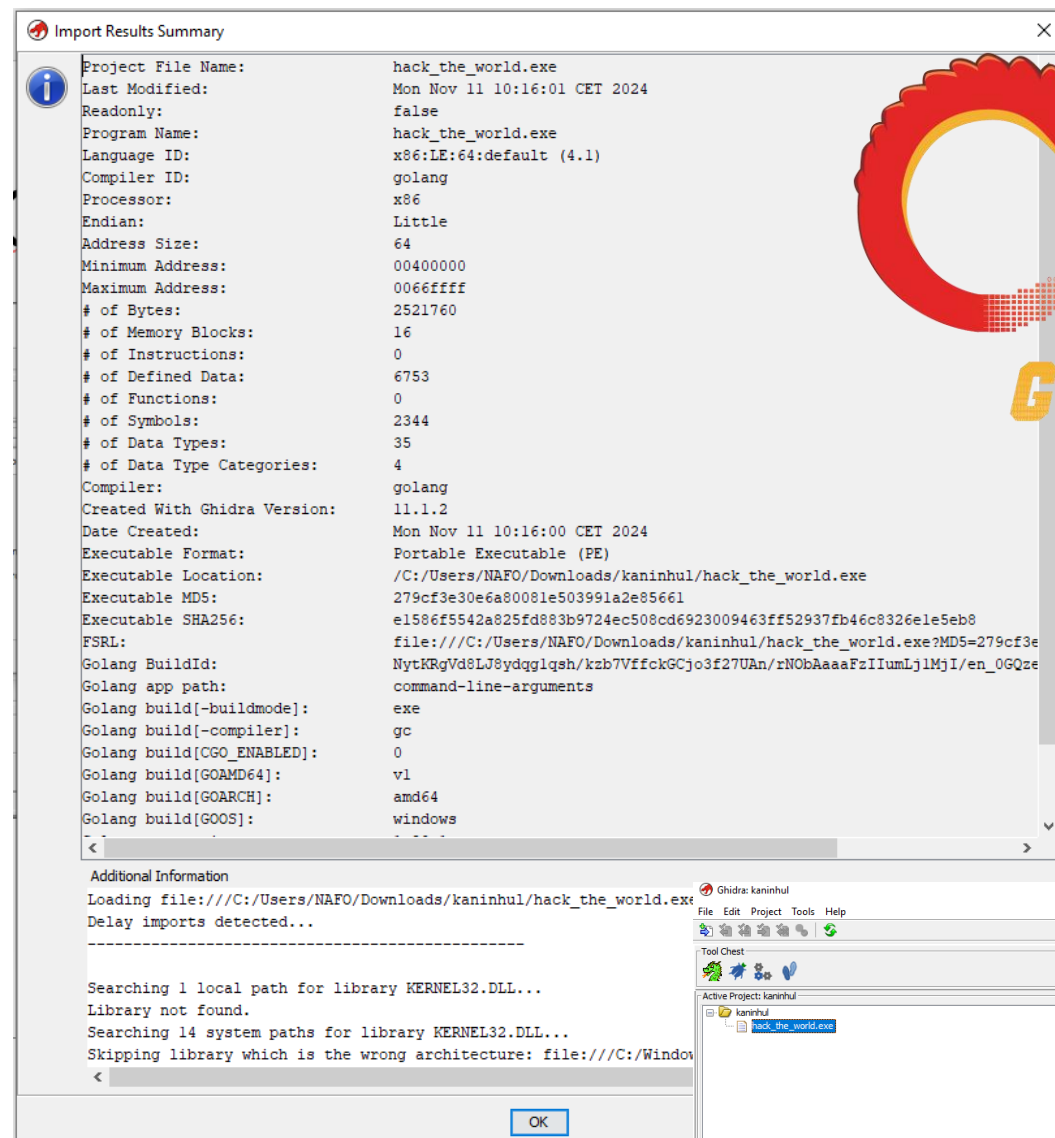 Import Results Summary
Project File Name: hack_the_world.exe
Last Modified: Mon Nov 11 10:16:01 CET 2024
Readonly: false
Program Name: hack_the_world.exe
Language ID: x86:LE:64:default (4.1)
Compiler ID: golang
Processor: x86
Endian: Little
Address Size: 64
Minimum Address: 00400000
Maximum Address: 0066ffff
# of Bytes: 2521760
# of Memory Blocks: 16
# of Instructions: 0
# of Defined Data: 6753
# of Functions: 0
# of Symbols: 2344
# of Data Types: 35
# of Data Type Categories: 4
Compiler: golang
Created With Ghidra Version: 11.1.2
Date Created: Mon Nov 11 10:16:00 CET 2024
Executable Format: Portable Executable (PE)
Executable Location: /C:/Users/NAFO/Downloads/kaninhul/hack_the_world.exe
Executable MD5: 279cf3e30e6a80081e503991a2e85661
Executable SHA256: e1586f5542a825fd883b9724ec508cd6923009463ff52937fb46c8326e1e5eb8
FSRL: file:///C:/Users/NAFO/Downloads/kaninhul/hack_the_world.exe?MD5=279cf3e
Golang BuildId: NytKRgVd8LJ8ydqglqsh/kzb7VffckGCjo3f27UAn/rNObAaaaFzIIumLjlMjI/en_0GQze
Golang app path: command-line-arguments
Golang build[-buildmode]: exe
Golang build[-compiler]: gc
Golang build[CGO_ENABLED]: 0
Golang build[GOAMD64]: v1
Golang build[GOARCH]: amd64
Golang build[GOOS]: windows
G
Additional Information
Loading file:///C:/Users/NAFO/Downloads/kaninhul/hack_the_world.exe
Delay imports detected...
--------------------------------------------------
Searching 1 local path for library KERNEL32.DLL...
Library not found.
Searching 14 system paths for library KERNEL32.DLL...
Skipping library which is the wrong architecture: file:///C:/Window
OK
Ghidra: kaninhul
File Edit Project Tools Help
Tool Chest
Active Project: kaninhul
kaninhul
hack_the_world.exe